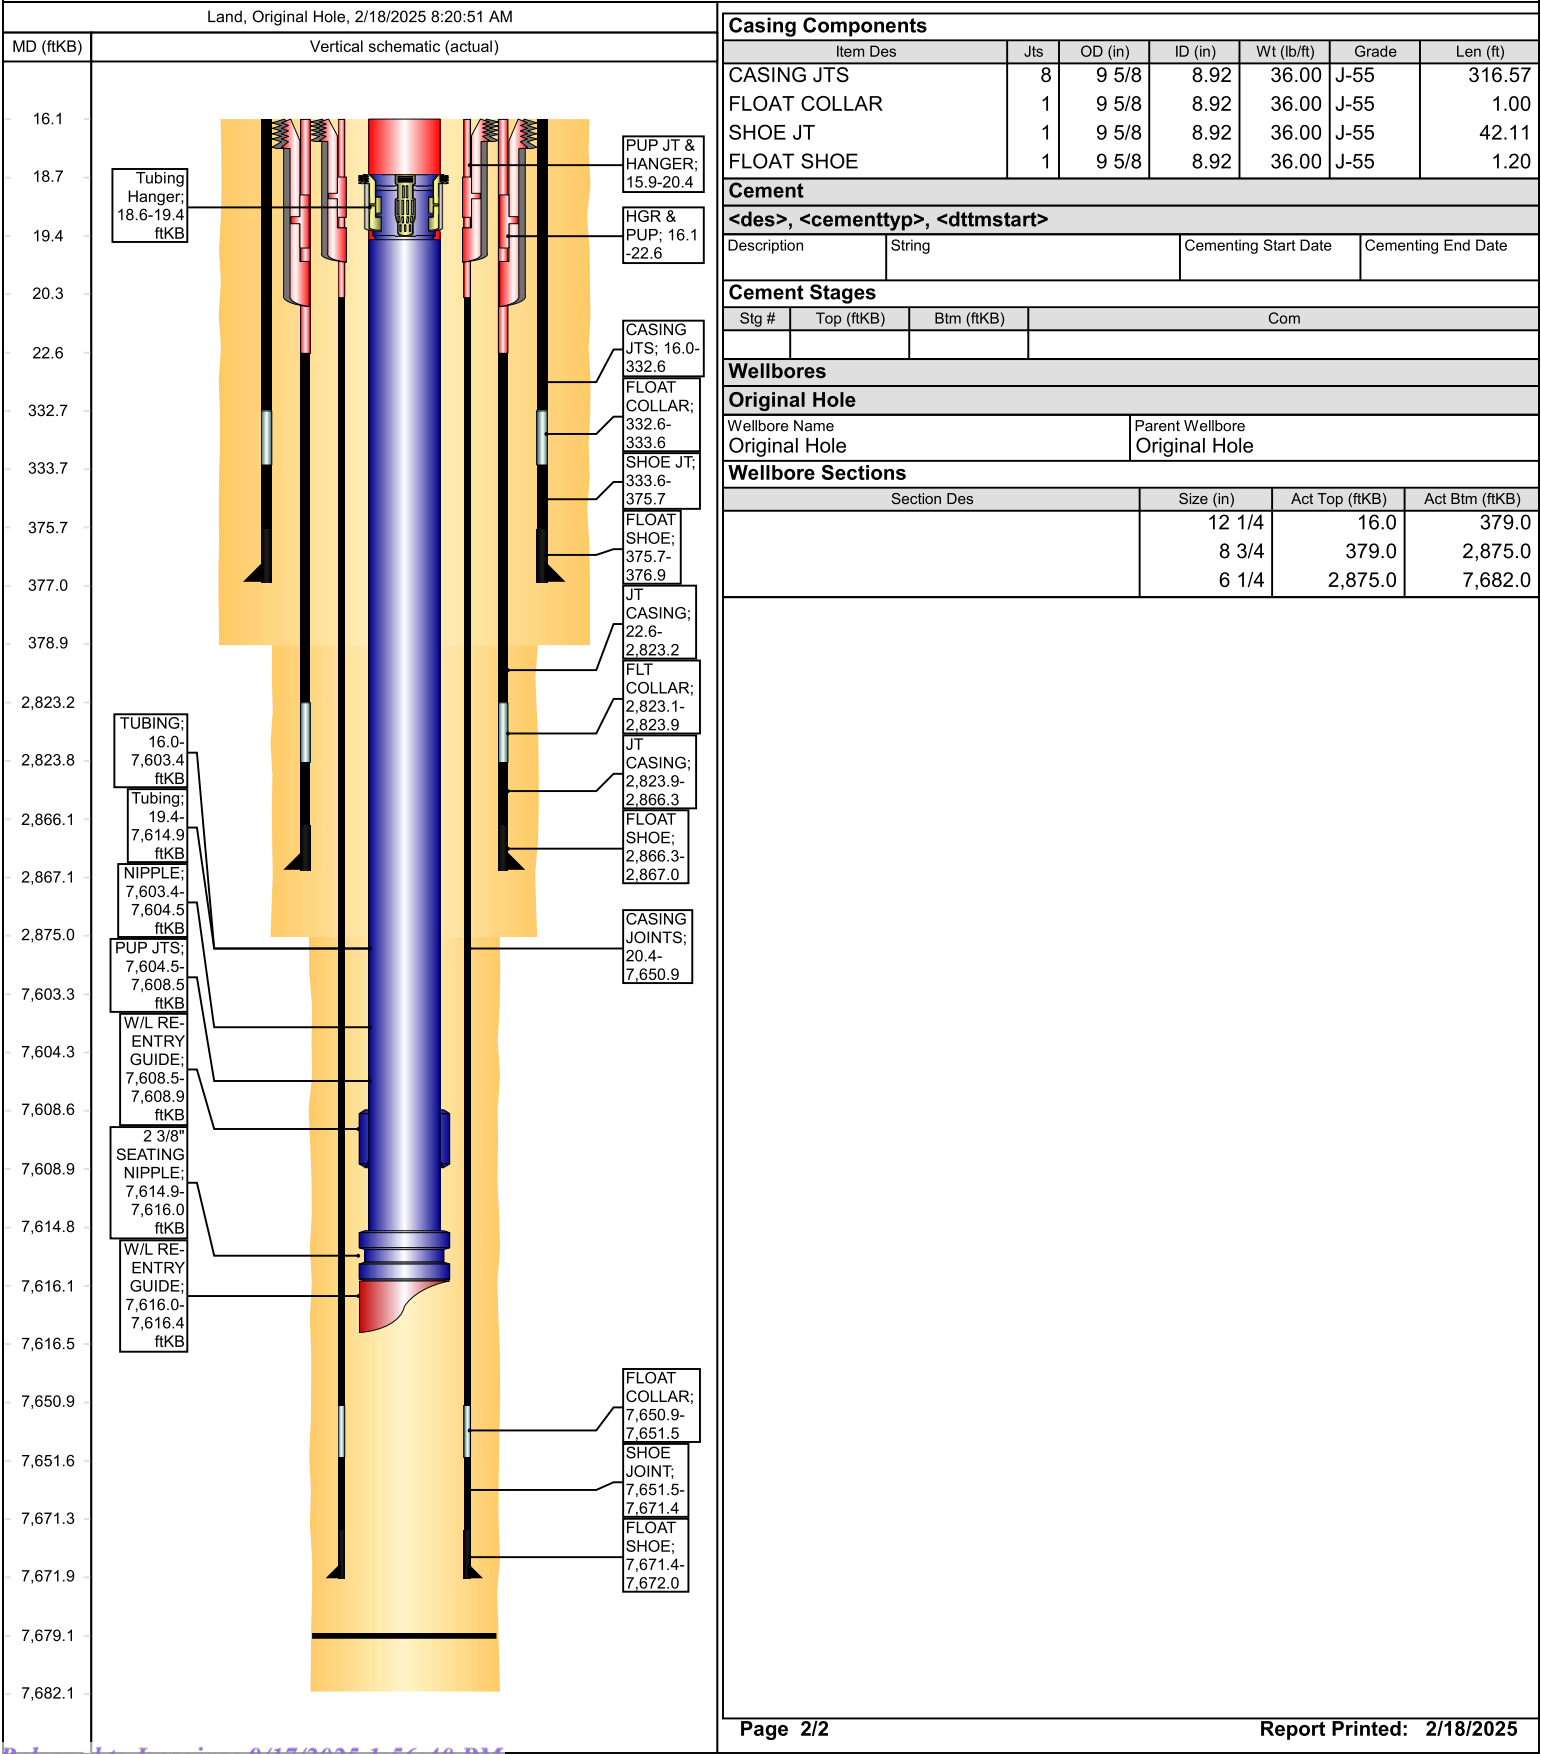 Land, Original Hole, 2/18/2025 8:20:51 AM
MD (ftKB)
Vertical schematic (actual)
16.1
18.7
19.4
20.3
22.6
332.7
333.7
375.7
377.0
378.9
2,823.2
2,823.8
2,866.1
2,867.1
2,875.0
7,603.3
7,604.3
7,608.6
7,608.9
7,614.8
7,616.1
7,616.5
7,650.9
7,651.6
7,671.3
7,671.9
7,679.1
7,682.1
Tubing
Hanger;
18.6-19.4
ftKB
TUBING;
16.0-
7,603.4
ftKB
Tubing;
19.4-
7,614.9
ftKB
NIPPLE;
7,603.4-
7,604.5
ftKB
PUP JTS;
7,604.5-
7,608.5
ftKB
W/L RE-
ENTRY
GUIDE;
7,608.5-
7,608.9
ftKB
2 3/8"
SEATING
NIPPLE;
7,614.9-
7,616.0
ftKB
W/L RE-
ENTRY
GUIDE;
7,616.0-
7,616.4
ftKB
PUP JT &
HANGER;
15.9-20.4
HGR &
PUP; 16.1
-22.6
CASING
JTS; 16.0-
332.6
FLOAT
COLLAR;
332.6-
333.6
SHOE JT;
333.6-
375.7
FLOAT
SHOE;
375.7-
376.9
JT
CASING;
22.6-
2,823.2
FLT
COLLAR;
2,823.1-
2,823.9
JT
CASING;
2,823.9-
2,866.3
FLOAT
SHOE;
2,866.3-
2,867.0
CASING
JOINTS;
20.4-
7,650.9
FLOAT
COLLAR;
7,650.9-
7,651.5
SHOE
JOINT;
7,651.5-
7,671.4
FLOAT
SHOE;
7,671.4-
7,672.0
Casing Components
Item Des Jts OD (in) ID (in) Wt (lb/ft) Grade Len (ft)
CASING JTS 8 9 5/8 8.92 36.00 J-55 316.57
FLOAT COLLAR 1 9 5/8 8.92 36.00 J-55 1.00
SHOE JT 1 9 5/8 8.92 36.00 J-55 42.11
FLOAT SHOE 1 9 5/8 8.92 36.00 J-55 1.20
Cement
<des>, <cementtyp>, <dttmstart>
Description String Cementing Start Date Cementing End Date
Cement Stages
Stg # Top (ftKB) Btm (ftKB) Com
Wellbores
Original Hole
Wellbore Name Parent Wellbore
Original Hole Original Hole
Wellbore Sections
Section Des Size (in) Act Top (ftKB) Act Btm (ftKB)
12 1/4 16.0 379.0
8 3/4 379.0 2,875.0
6 1/4 2,875.0 7,682.0
Page 2/2 Report Printed: 2/18/2025